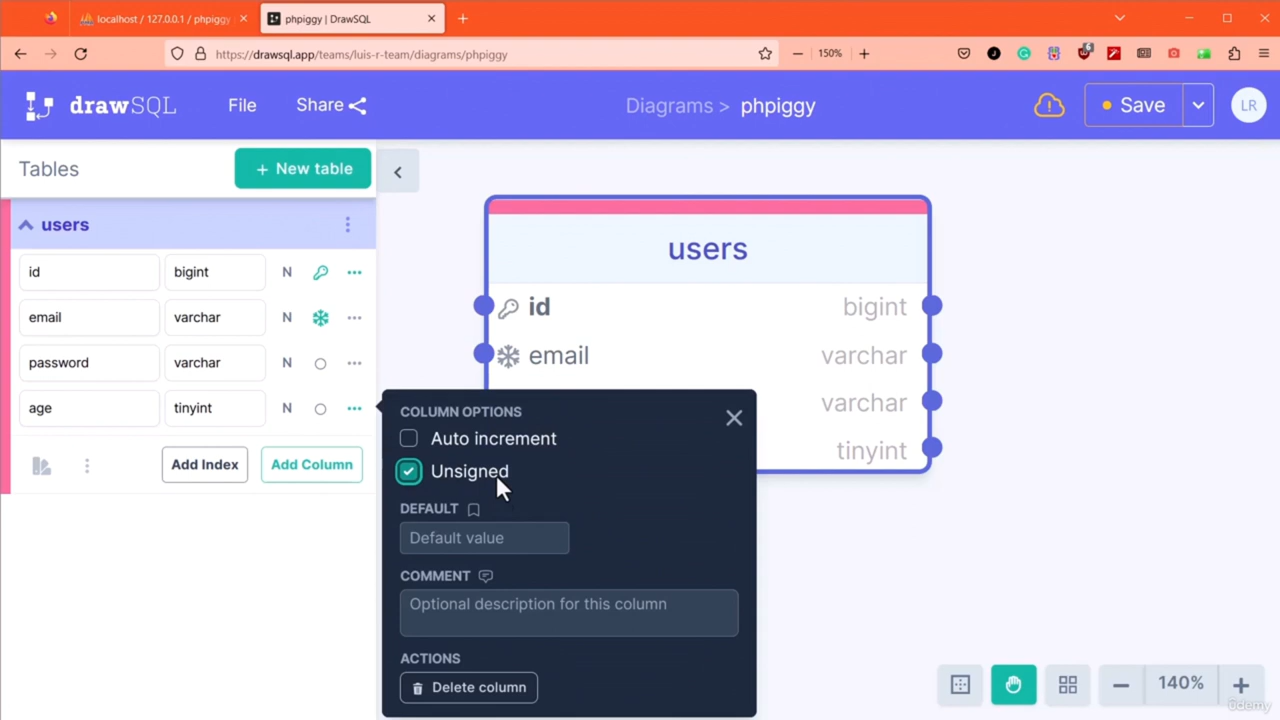 localhost / 127.0.0.1 / phpiggy
phpiggy | DrawSQL
https://drawsql.app/teams/luis-r-team/diagrams/phpiggy
150%
6
drawSQL
File
Share
Diagrams > phpiggy
Save
LR
Tables
+ New table
users
id bigint N
email varchar N
password varchar N
age tinyint N
Add Index
Add Column
users
id bigint
email varchar
varchar
tinyint
COLUMN OPTIONS
Auto increment
Unsigned
DEFAULT
Default value
COMMENT
Optional description for this column
ACTIONS
Delete column
140%
ûdemy